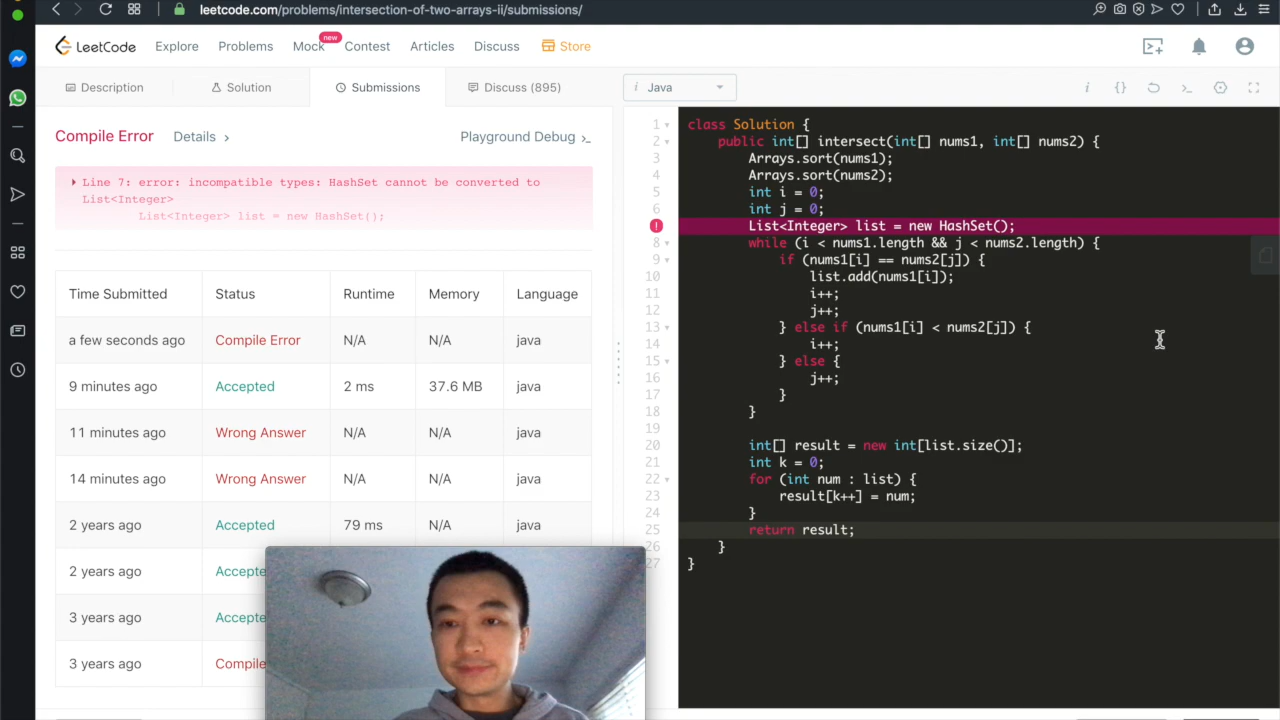 leetcode.com/problems/intersection-of-two-arrays-ii/submissions/
LeetCode Explore Problems Mock new Contest Articles Discuss Store
Description Solution Submissions Discuss (895)
i Java
Compile Error Details > Playground Debug >_
Line 7: error: incompatible types: HashSet cannot be converted to
List<Integer>
List<Integer> list = new HashSet();
Time Submitted Status Runtime Memory Language
a few seconds ago Compile Error N/A N/A java
9 minutes ago Accepted 2 ms 37.6 MB java
11 minutes ago Wrong Answer N/A N/A java
14 minutes ago Wrong Answer N/A N/A java
2 years ago Accepted 79 ms N/A java
2 years ago Accepte
3 years ago Accepte
3 years ago Compile
1 class Solution {
2 public int[] intersect(int[] nums1, int[] nums2) {
3 Arrays.sort(nums1);
4 Arrays.sort(nums2);
5 int i = 0;
6 int j = 0;
List<Integer> list = new HashSet();
8 while (i < nums1.length && j < nums2.length) {
9 if (nums1[i] == nums2[j]) {
10 list.add(nums1[i]);
11 i++;
12 j++;
13 } else if (nums1[i] < nums2[j]) {
14 i++;
15 } else {
16 j++;
17 }
18 }
19
20 int[] result = new int[list.size()];
21 int k = 0;
22 for (int num : list) {
23 result[k++] = num;
24 }
25 return result;
26 }
27 }